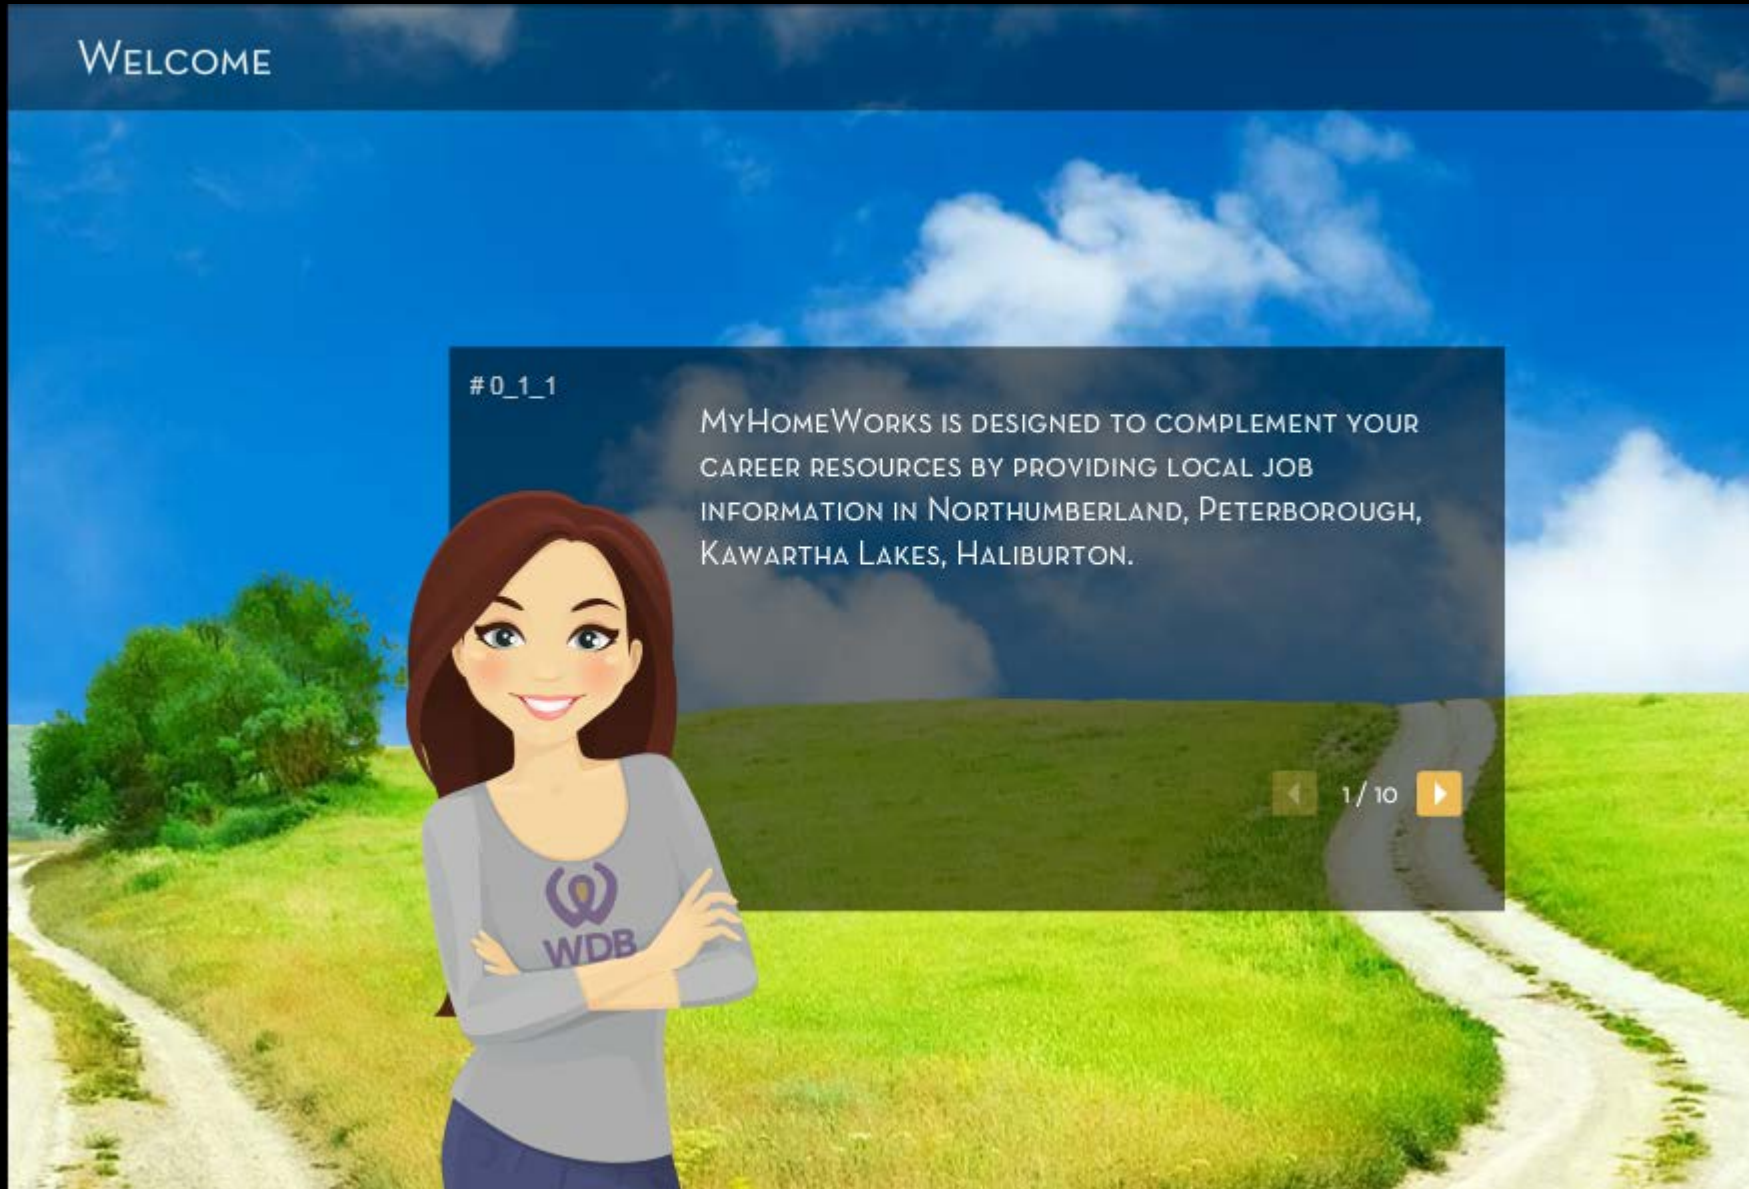 Welcome
#0_1_1
MyHomeWorks is designed to complement your
career resources by providing local job
information in Northumberland, Peterborough,
Kawartha Lakes, Haliburton.
1 / 10
WDB